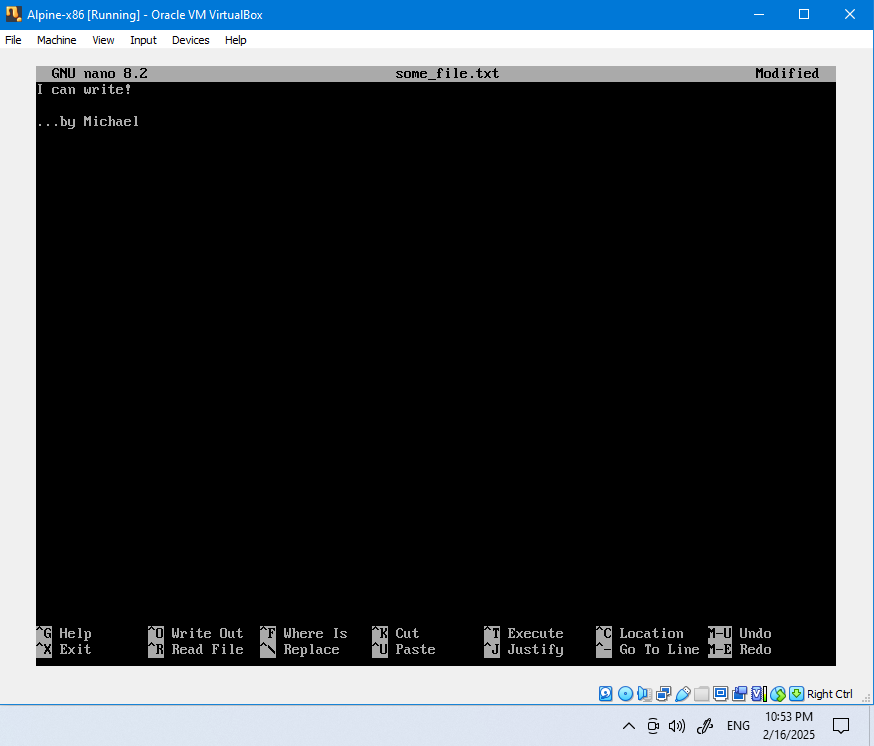 Alpine-x86 [Running] - Oracle VM VirtualBox
File Machine View Input Devices Help
GNU nano 8.2 some_file.txt Modified
I can write!
...by Michael
^G Help ^O Write Out ^F Where Is ^K Cut ^T Execute ^C Location M-U Undo
^X Exit ^R Read File ^\ Replace ^U Paste ^J Justify ^- Go To Line M-E Redo
Right Ctrl
ENG 10:53 PM
2/16/2025